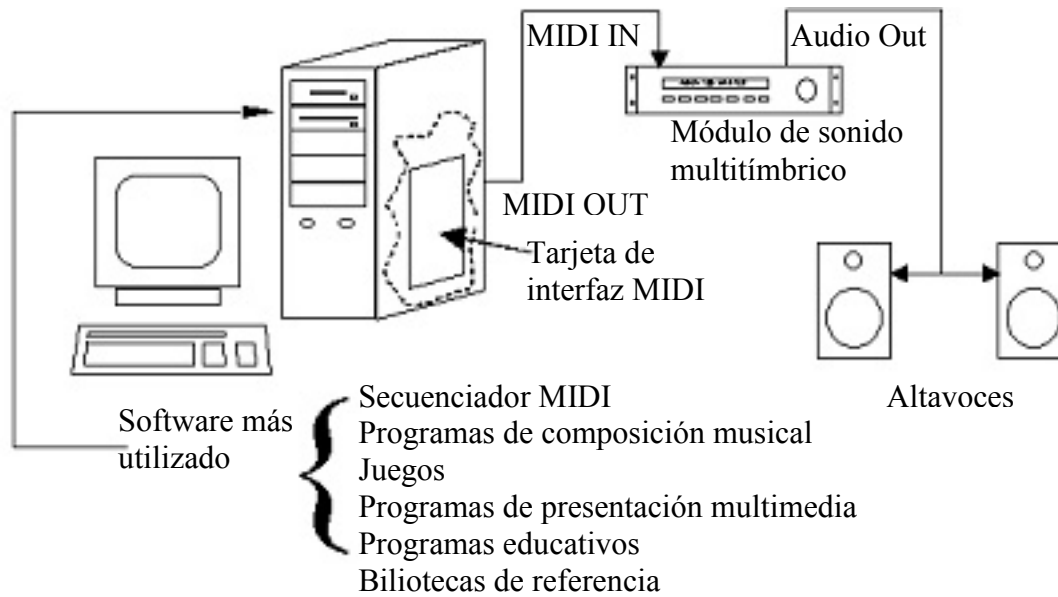 MIDI IN
Audio Out
Módulo de sonido
multitímbrico
MIDI OUT
Tarjeta de
interfaz MIDI
Altavoces
Software más
utilizado
Secuenciador MIDI
Programas de composición musical
Juegos
Programas de presentación multimedia
Programas educativos
Biliotecas de referencia